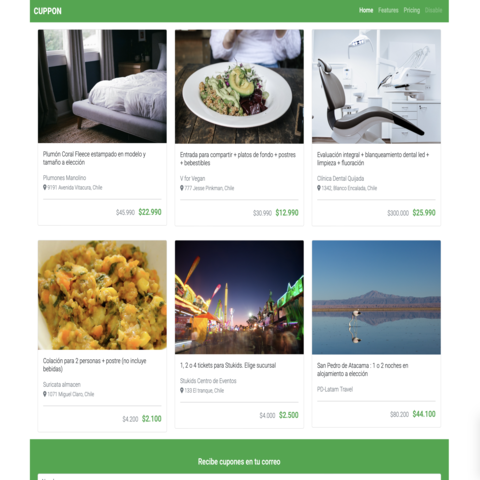 CUPPON
Home Features Pricing Disable
Plumón Coral Fleece estampado en modelo y
tamaño a elección
Plumones Manolino
9191 Avenida Vitacura, Chile
$45.990 $22.990
Entrada para compartir + platos de fondo + postres
+ bebestibles
V for Vegan
777 Jesse Pinkman, Chile
$30.990 $12.990
Evaluación integral + blanqueamiento dental led +
limpieza + fluoración
Clínica Dental Quijada
1342, Blanco Encalada, Chile
$300.000 $25.990
Colación para 2 personas + postre (no incluye
bebidas)
Suricata almacen
1071 Miguel Claro, Chile
$4.200 $2.100
1, 2 o 4 tickets para Stukids. Elige sucursal
Stukids Centro de Eventos
133 El tranque, Chile
$4.000 $2.500
San Pedro de Atacama : 1 o 2 noches en
alojamiento a elección
PD-Latam Travel
$80.200 $44.100
Recibe cupones en tu correo